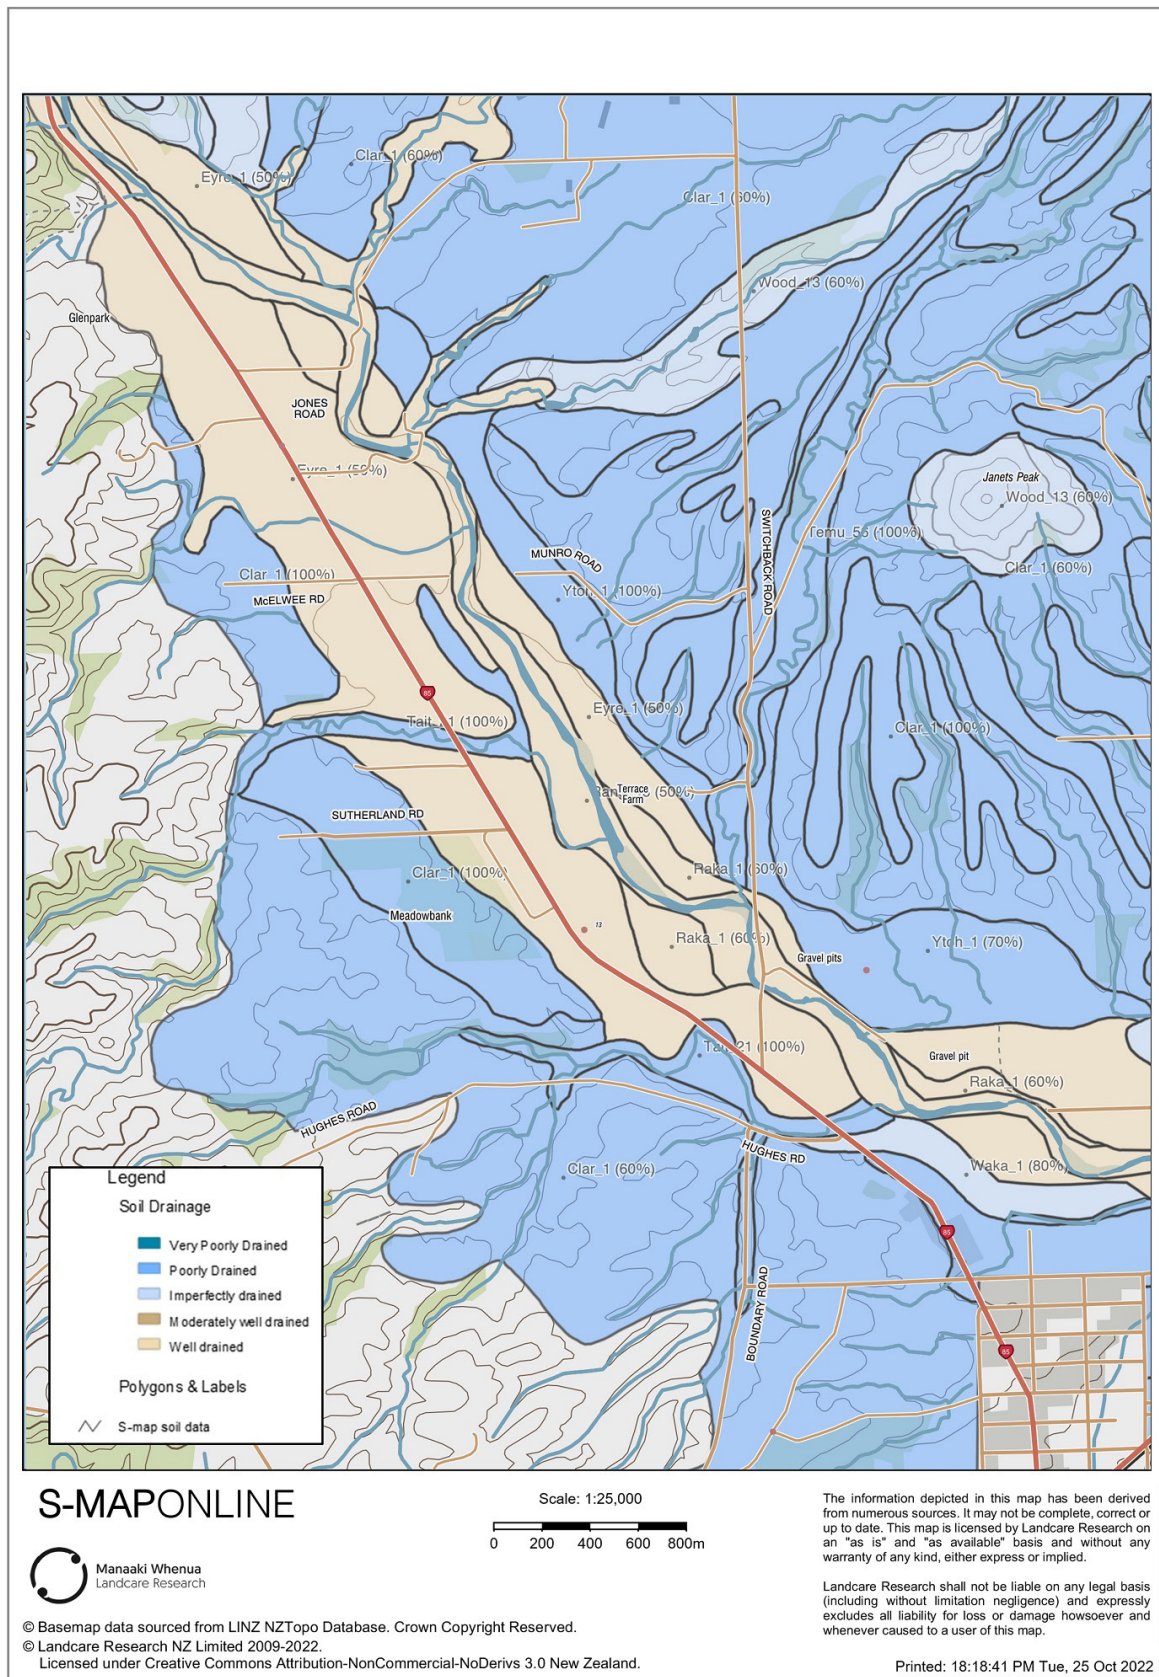 Clar_1 (60%)
Eyre_1 (50%)
Clar_1 (60%)
Wood_13 (60%)
Glenpark
JONES
ROAD
Eyre_1 (50%)
Janets Peak
Wood_13 (60%)
SWITCHBACK ROAD
Temu_56 (100%)
MUNRO ROAD
Clar_1 (60%)
Clar_1 (100%)
McELWEE RD
Yton_1 (100%)
85
Eyre_1 (50%)
Tait_21 (100%)
Clar_1 (100%)
Terrace
Farm
(50%)
SUTHERLAND RD
Clar_1 (100%)
Raka_1 (60%)
Meadowbank
13
Raka_1 (60%)
Ytoh_1 (70%)
Gravel pits
Tait_21 (100%)
Gravel pit
Raka_1 (60%)
HUGHES ROAD
HUGHES RD
Clar_1 (60%)
Waka_1 (80%)
85
BOUNDARY ROAD
85
Legend
Soil Drainage
Very Poorly Drained
Poorly Drained
Imperfectly drained
Moderately well drained
Well drained
Polygons & Labels
S-map soil data
S-MAPONLINE
Manaaki Whenua
Landcare Research
Scale: 1:25,000
0 200 400 600 800m
The information depicted in this map has been derived
from numerous sources. It may not be complete, correct or
up to date. This map is licensed by Landcare Research on
an "as is" and "as available" basis and without any
warranty of any kind, either express or implied.
Landcare Research shall not be liable on any legal basis
(including without limitation negligence) and expressly
excludes all liability for loss or damage howsoever and
whenever caused to a user of this map.
© Basemap data sourced from LINZ NZTopo Database. Crown Copyright Reserved.
© Landcare Research NZ Limited 2009-2022.
Licensed under Creative Commons Attribution-NonCommercial-NoDerivs 3.0 New Zealand.
Printed: 18:18:41 PM Tue, 25 Oct 2022